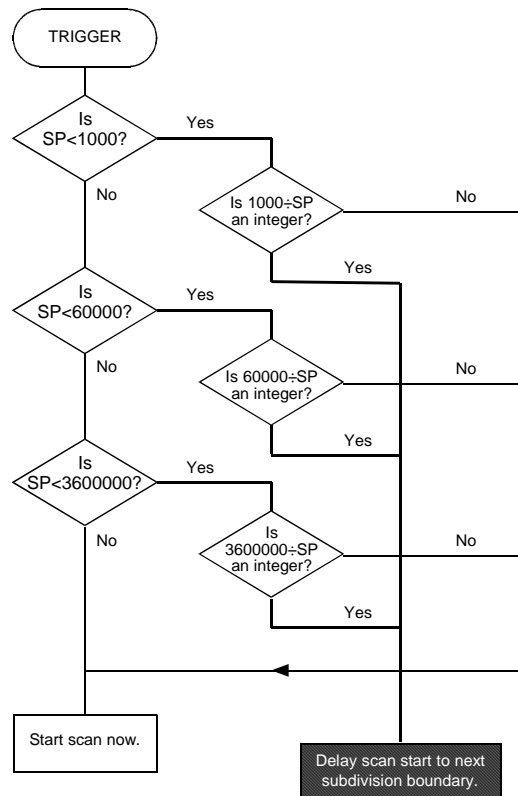 TRIGGER
Is
SP<1000?
Yes
No
Is 1000÷SP
an integer?
No
Yes
Is
SP<60000?
Yes
No
Is 60000÷SP
an integer?
No
Yes
Is
SP<3600000?
Yes
No
Is
3600000÷SP
an integer?
No
Yes
Start scan now.
Delay scan start to next
subdivision boundary.